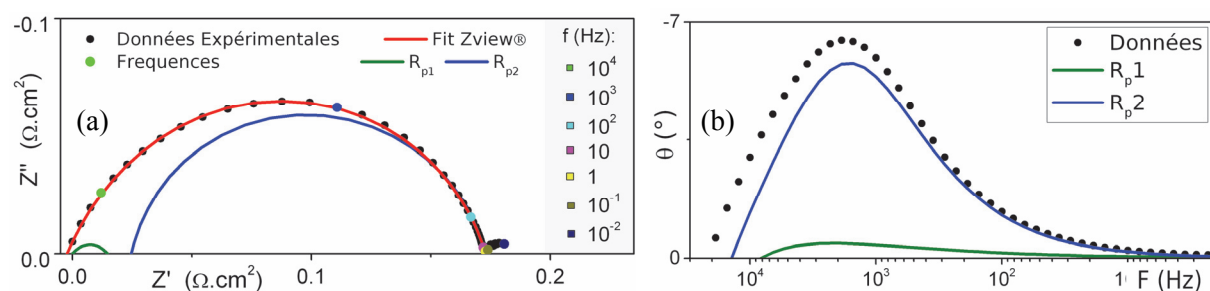 -0.1
Données Expérimentales
Fit Zview®
f (Hz):
Frequences
Rp1
Rp2
10⁴
(a)
10³
Z'' (Ω.cm²)
10²
10
1
10⁻¹
10⁻²
0.0
0.0
0.1
0.2
Z' (Ω.cm²)
-7
Données
Rp1
Rp2
(b)
θ (°)
0
10⁴
10³
10²
F (Hz)